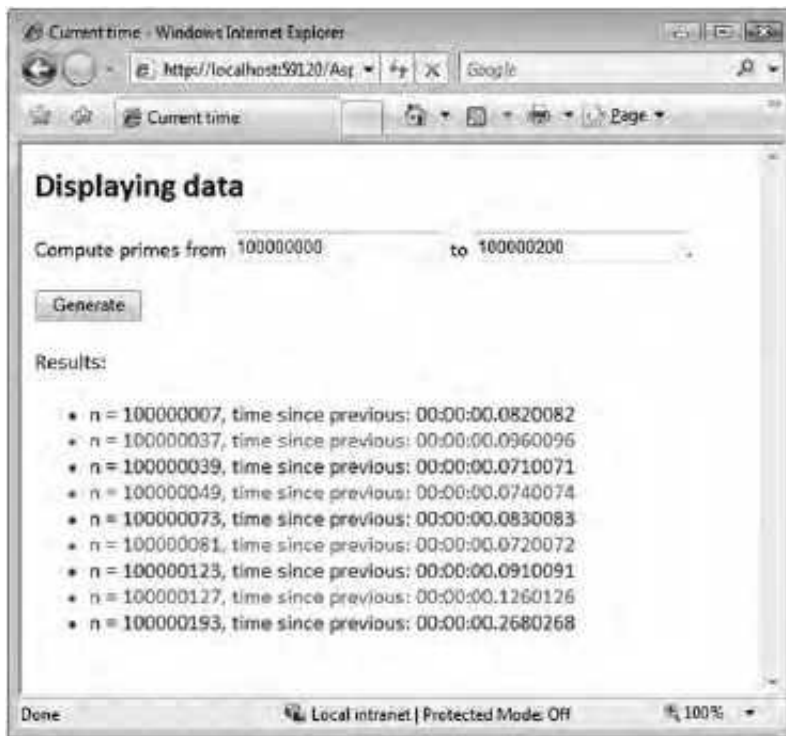 Current time - Windows Internet Explorer
http://localhost:59120/Asp
Google
Current time
Page
Displaying data
Compute primes from 100000000 to 100000200 .
Generate
Results:
• n = 100000007, time since previous: 00:00:00.0820082
• n = 100000037, time since previous: 00:00:00.0960096
• n = 100000039, time since previous: 00:00:00.0710071
• n = 100000049, time since previous: 00:00:00.0740074
• n = 100000073, time since previous: 00:00:00.0830083
• n = 100000081, time since previous: 00:00:00.0720072
• n = 100000123, time since previous: 00:00:00.0910091
• n = 100000127, time since previous: 00:00:00.1260126
• n = 100000193, time since previous: 00:00:00.2680268
Done
Local intranet | Protected Mode: Off
100%